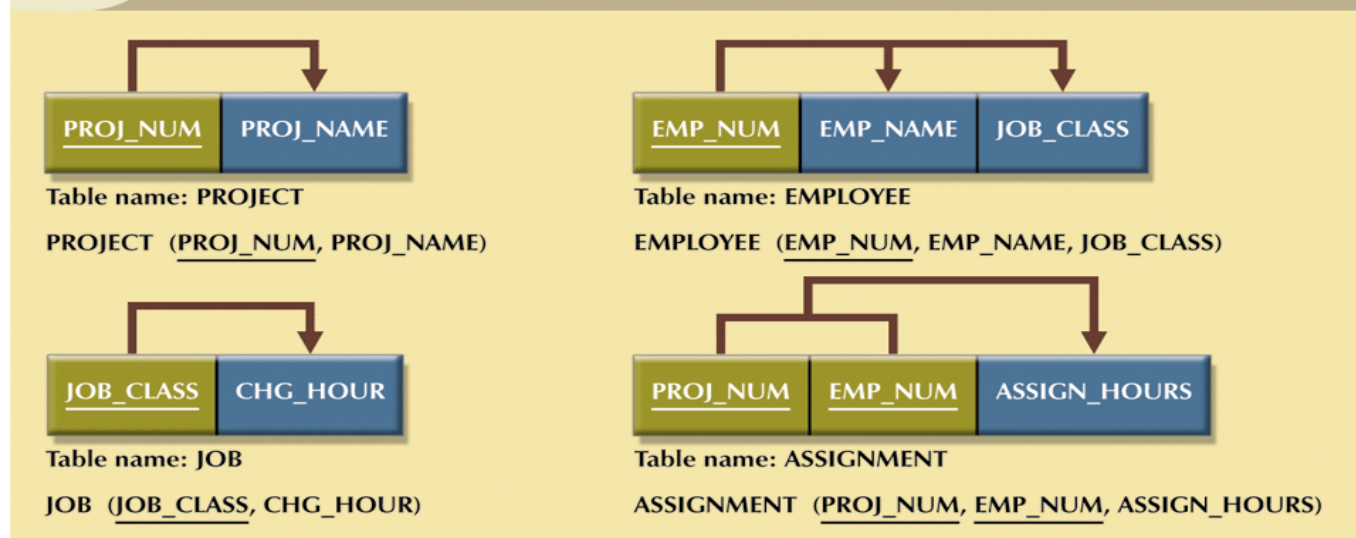 PROJ_NUM PROJ_NAME
Table name: PROJECT
PROJECT (PROJ_NUM, PROJ_NAME)
EMP_NUM EMP_NAME JOB_CLASS
Table name: EMPLOYEE
EMPLOYEE (EMP_NUM, EMP_NAME, JOB_CLASS)
JOB_CLASS CHG_HOUR
Table name: JOB
JOB (JOB_CLASS, CHG_HOUR)
PROJ_NUM EMP_NUM ASSIGN_HOURS
Table name: ASSIGNMENT
ASSIGNMENT (PROJ_NUM, EMP_NUM, ASSIGN_HOURS)